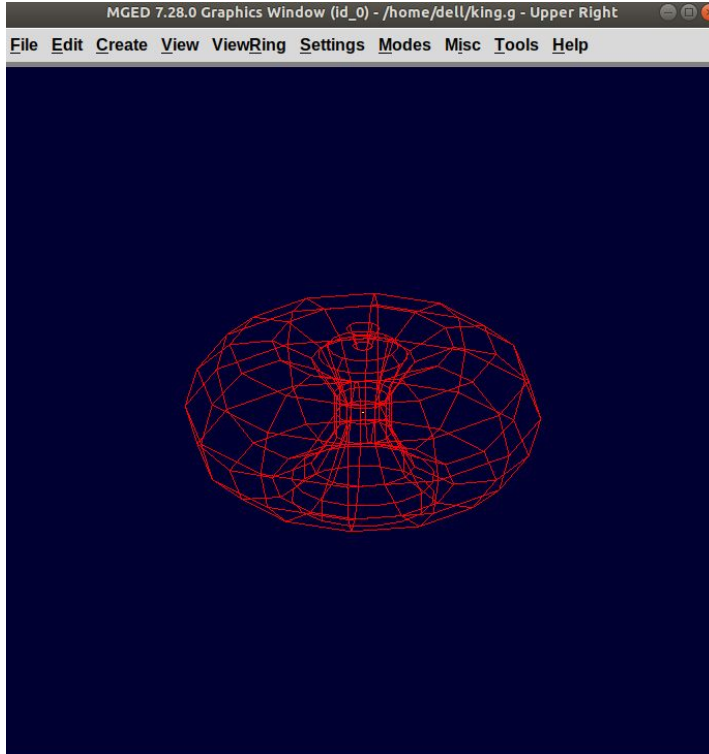 MGED 7.28.0 Graphics Window (id_0) - /home/dell/king.g - Upper Right
File Edit Create View ViewRing Settings Modes Misc Tools Help